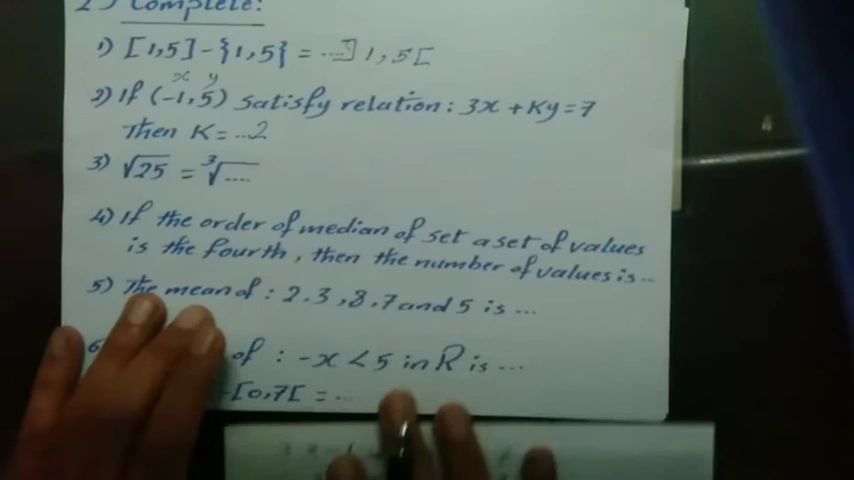 2) Complete:
1) [1,5] - {1,5} = ....]1,5[
x y
2) If (-1,5) satisfy relation: 3x + Ky = 7
Then K = ...2
3) √25 = ³√....
4) If the order of median of set a set of values
is the fourth, then the number of values is ...
5) The mean of : 2.3 ,8,7 and 5 is ...
6 of : -x < 5 in R is ...
-[0,7[ = ...